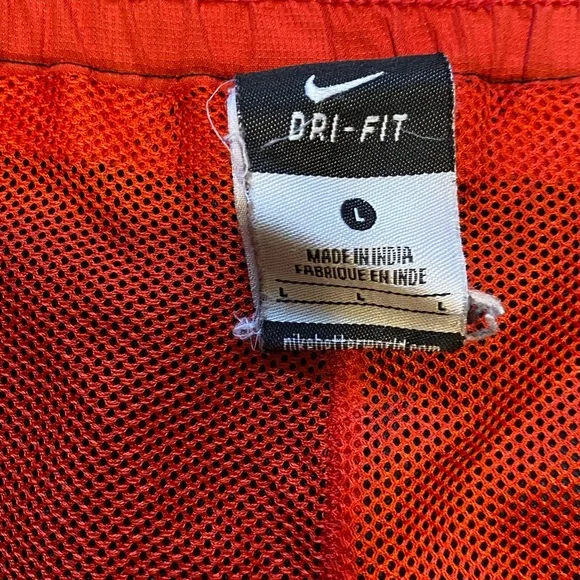 DRI-FIT
L
MADE IN INDIA
FABRIQUE EN INDE
L L L
nikebetterworld.com